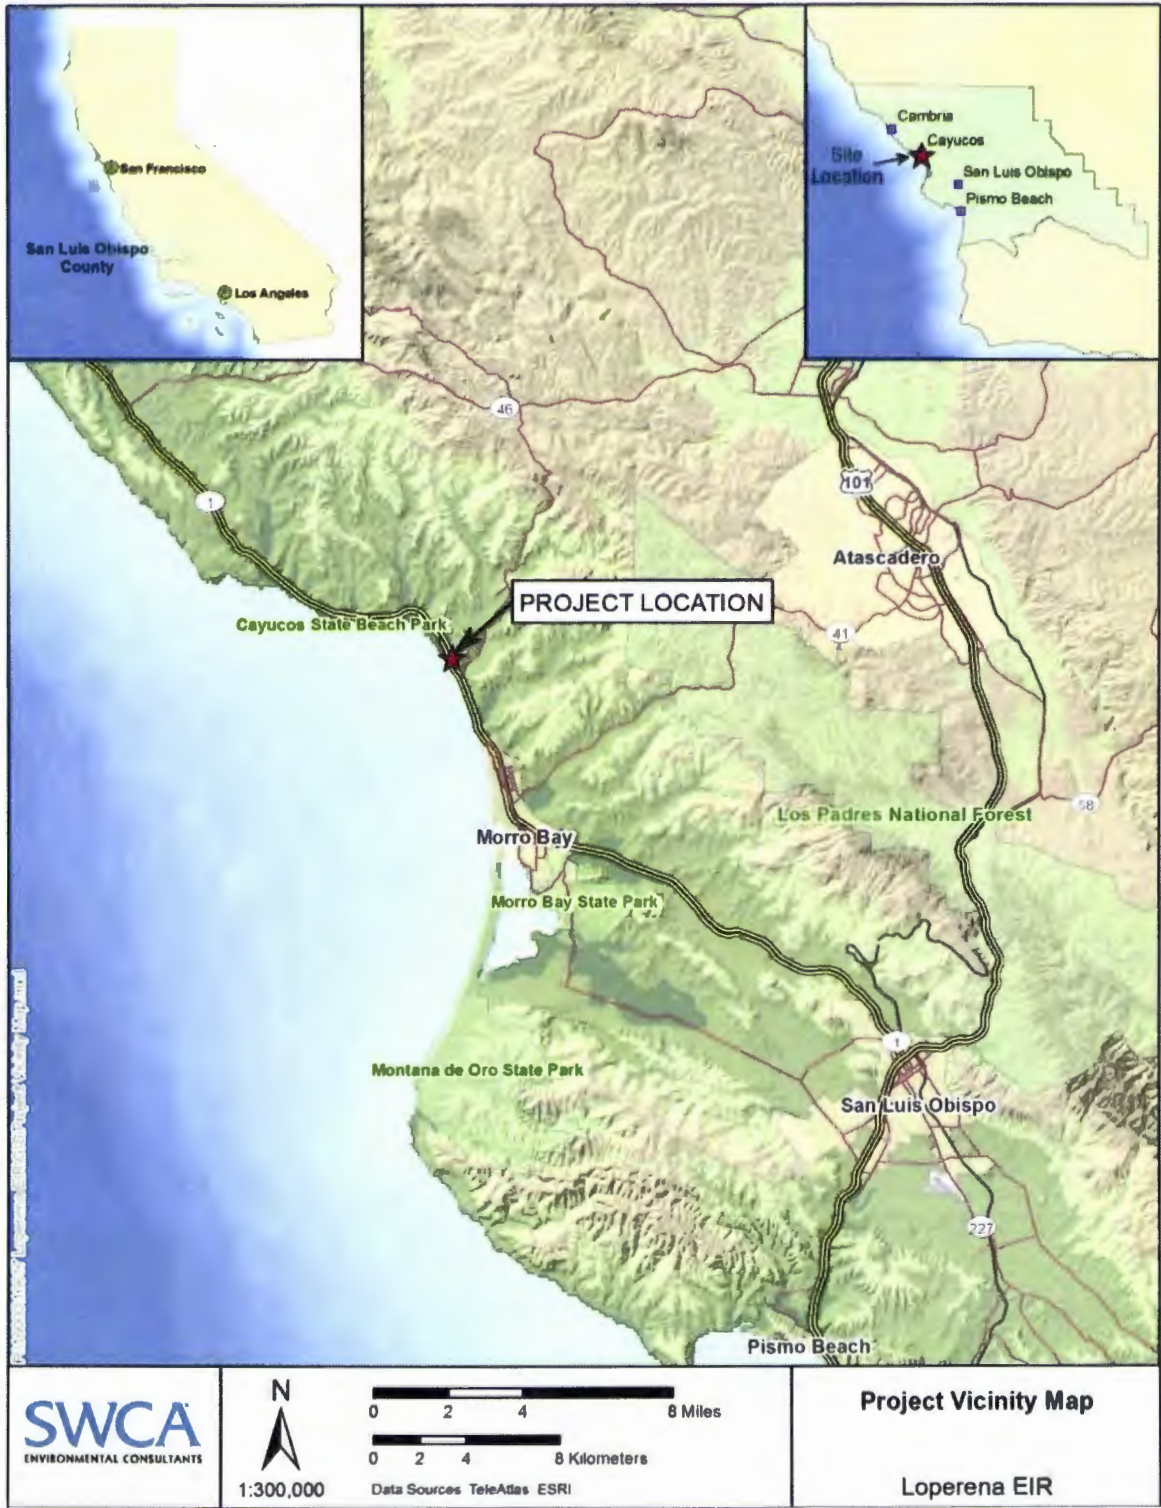 San Francisco
San Luis Obispo
County
Los Angeles
Cambria
Cayucos
Site
Location
San Luis Obispo
Pismo Beach
46
1
101
Atascadero
PROJECT LOCATION
Cayucos State Beach Park
41
58
Los Padres National Forest
Morro Bay
Morro Bay State Park
1
Montana de Oro State Park
San Luis Obispo
227
Pismo Beach
SWCA
ENVIRONMENTAL CONSULTANTS
N
1:300,000
0 2 4 8 Miles
0 2 4 8 Kilometers
Data Sources TeleAtlas ESRI
Project Vicinity Map
Loperena EIR